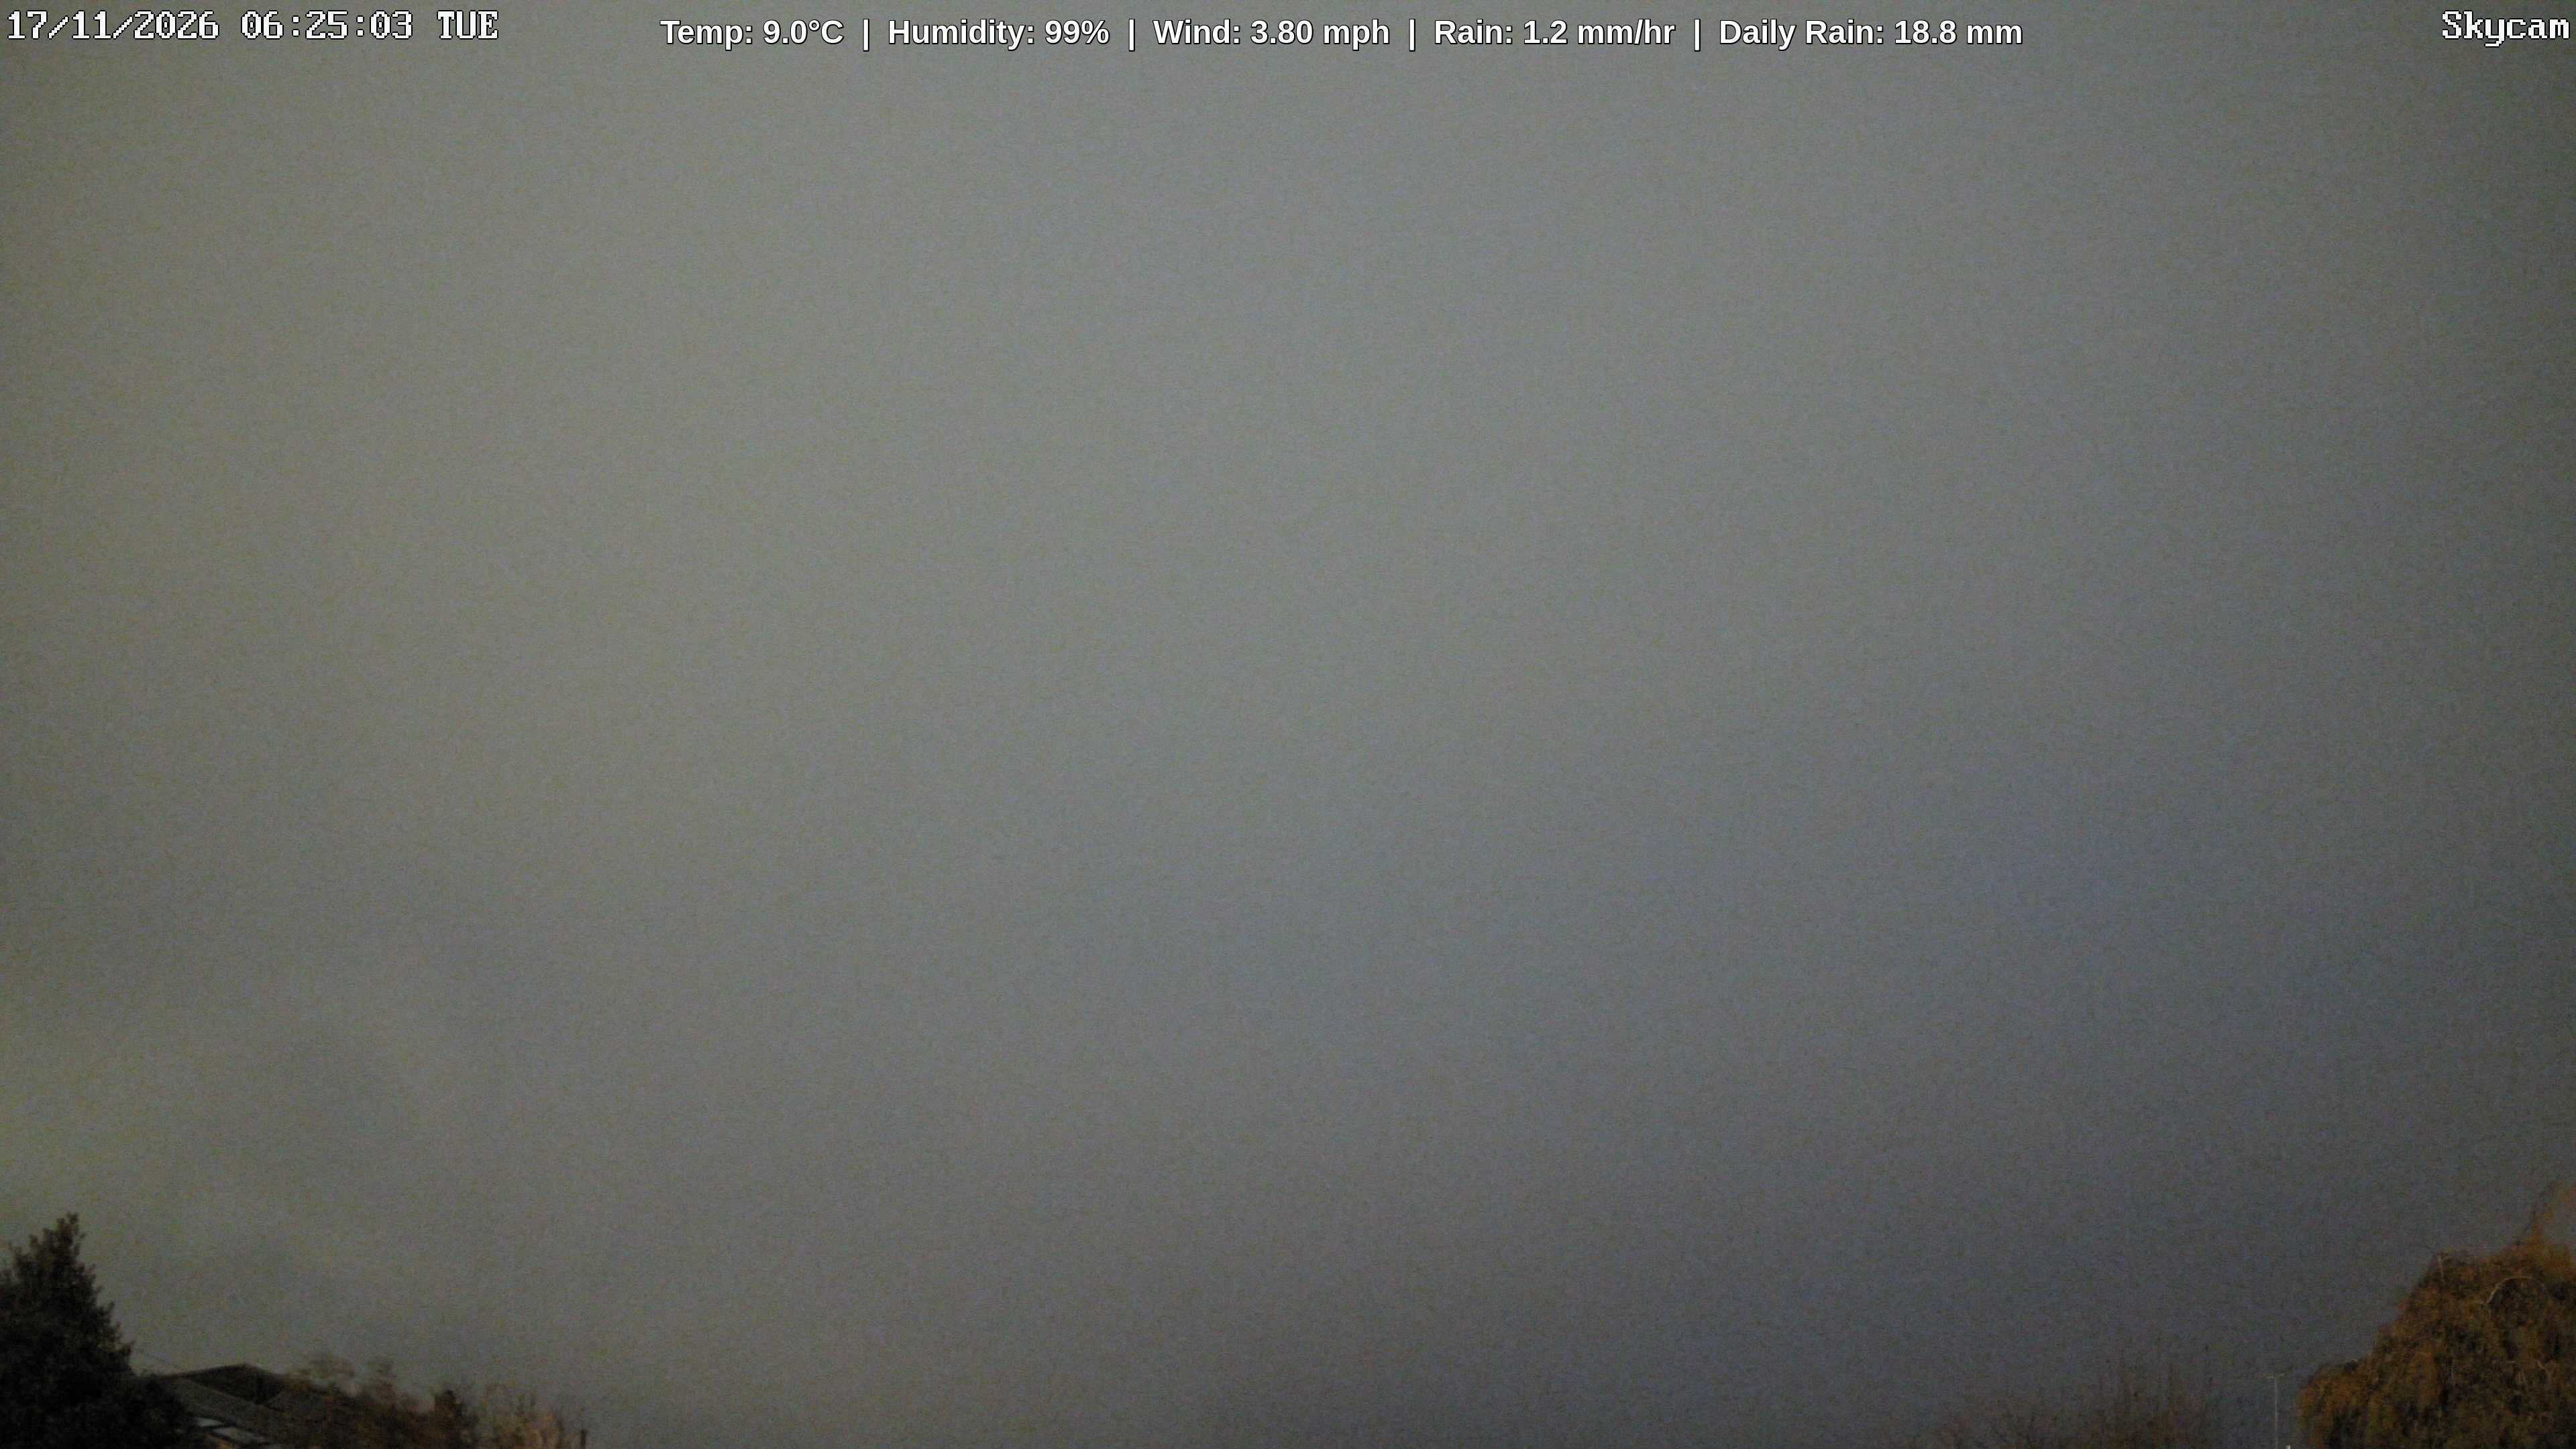 17/11/2026 06:25:03 TUE
Temp: 9.0°C | Humidity: 99% | Wind: 3.80 mph | Rain: 1.2 mm/hr | Daily Rain: 18.8 mm
Skycam